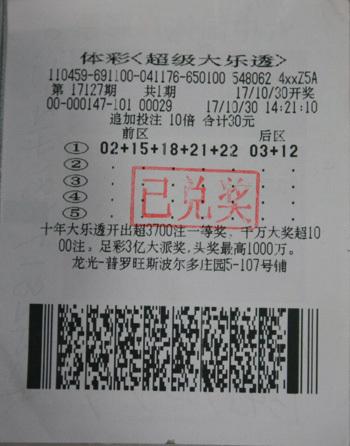 体彩<超级大乐透>
110459-691100-041176-650100 548062 4xxZ5A
第 17127期 共1期 17/10/30开奖
00-000147-101 00029 17/10/30 14:21:10
追加投注 10倍 合计30元
前区 后区
① 02+15+18+21+22 03+12
②
③
④
⑤
已兑奖
十年大乐透开出超3700注一等奖, 千万大奖超10
00注。足彩3亿大派奖,头奖最高1000万。
龙光-普罗旺斯波尔多庄园5-107号铺